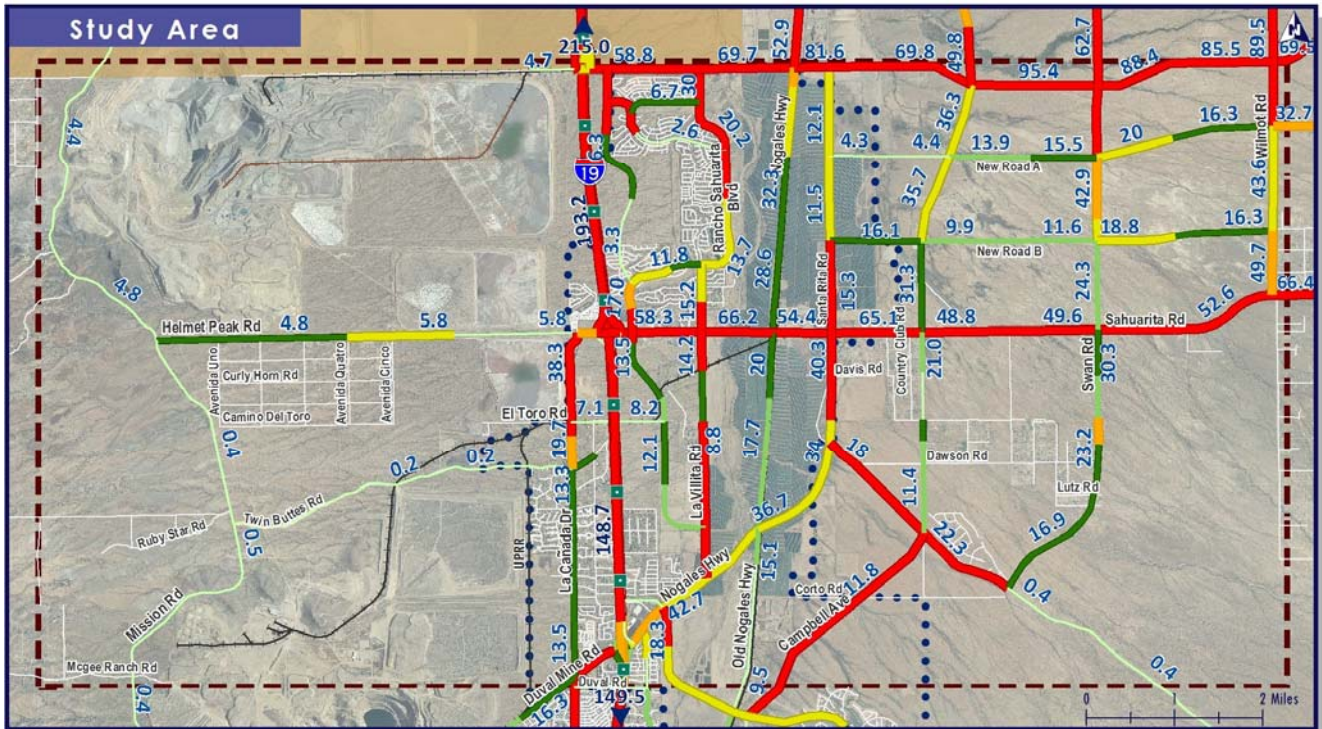 Study Area
215.0
4.7
58.8
69.7
52.9
81.6
69.8
49.8
62.7
95.4
88.4
85.5
89.5
69.5
4.4
6.7
30
2.6
20.2
12.1
36.3
4.3
4.4
13.9
15.5
20
16.3
32.7
New Road A
Wilmot Rd
Nogales Hwy
6.3
19
193.2
3.3
Rancho Sahuarita
Blvd
32.3
11.5
35.7
42.9
43.6
16.1
9.9
11.6
18.8
16.3
New Road B
11.8
13.7
28.6
Santa Rita Rd
15.3
31.3
24.3
49.7
66.4
4.8
17.0
15.2
Helmet Peak Rd
4.8
5.8
5.8
58.3
66.2
54.4
65.1
48.8
49.6
52.6
Sahuarita Rd
Avenida Uno
Curly Horn Rd
Camino Del Toro
Avenida Quatro
Avenida Cinco
38.3
13.5
14.2
20
40.3
Davis Rd
Country Club Rd
21.0
Swan Rd
30.3
0.4
El Toro Rd
7.1
8.2
19.7
12.1
8.8
La Villita Rd
17.7
34
18
Dawson Rd
11.4
23.2
Lutz Rd
0.2
0.2
13.3
Twin Buttes Rd
Ruby Star Rd
0.5
UPRR
La Cañada Dr
148.7
36.7
15.1
22.3
16.9
Nogales Hwy
42.7
Old Nogales Hwy
Corto Rd
11.8
Campbell Ave
0.4
Mission Rd
Mcgee Ranch Rd
13.5
18.3
Duval Mine Rd
Duval Rd
9.5
0.4
0.4
16.3
149.5
0
2 Miles